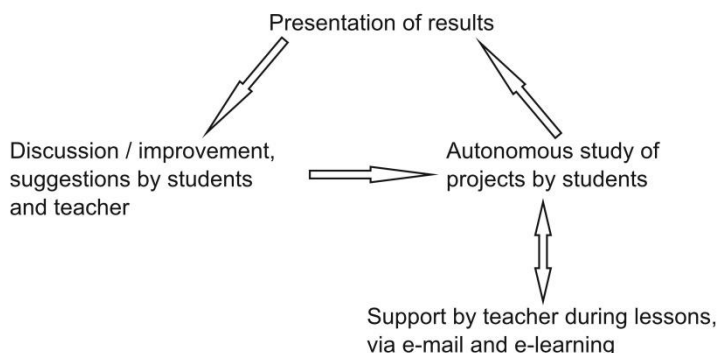 Presentation of results
Discussion / improvement,
suggestions by students
and teacher
Autonomous study of
projects by students
Support by teacher during lessons,
via e-mail and e-learning